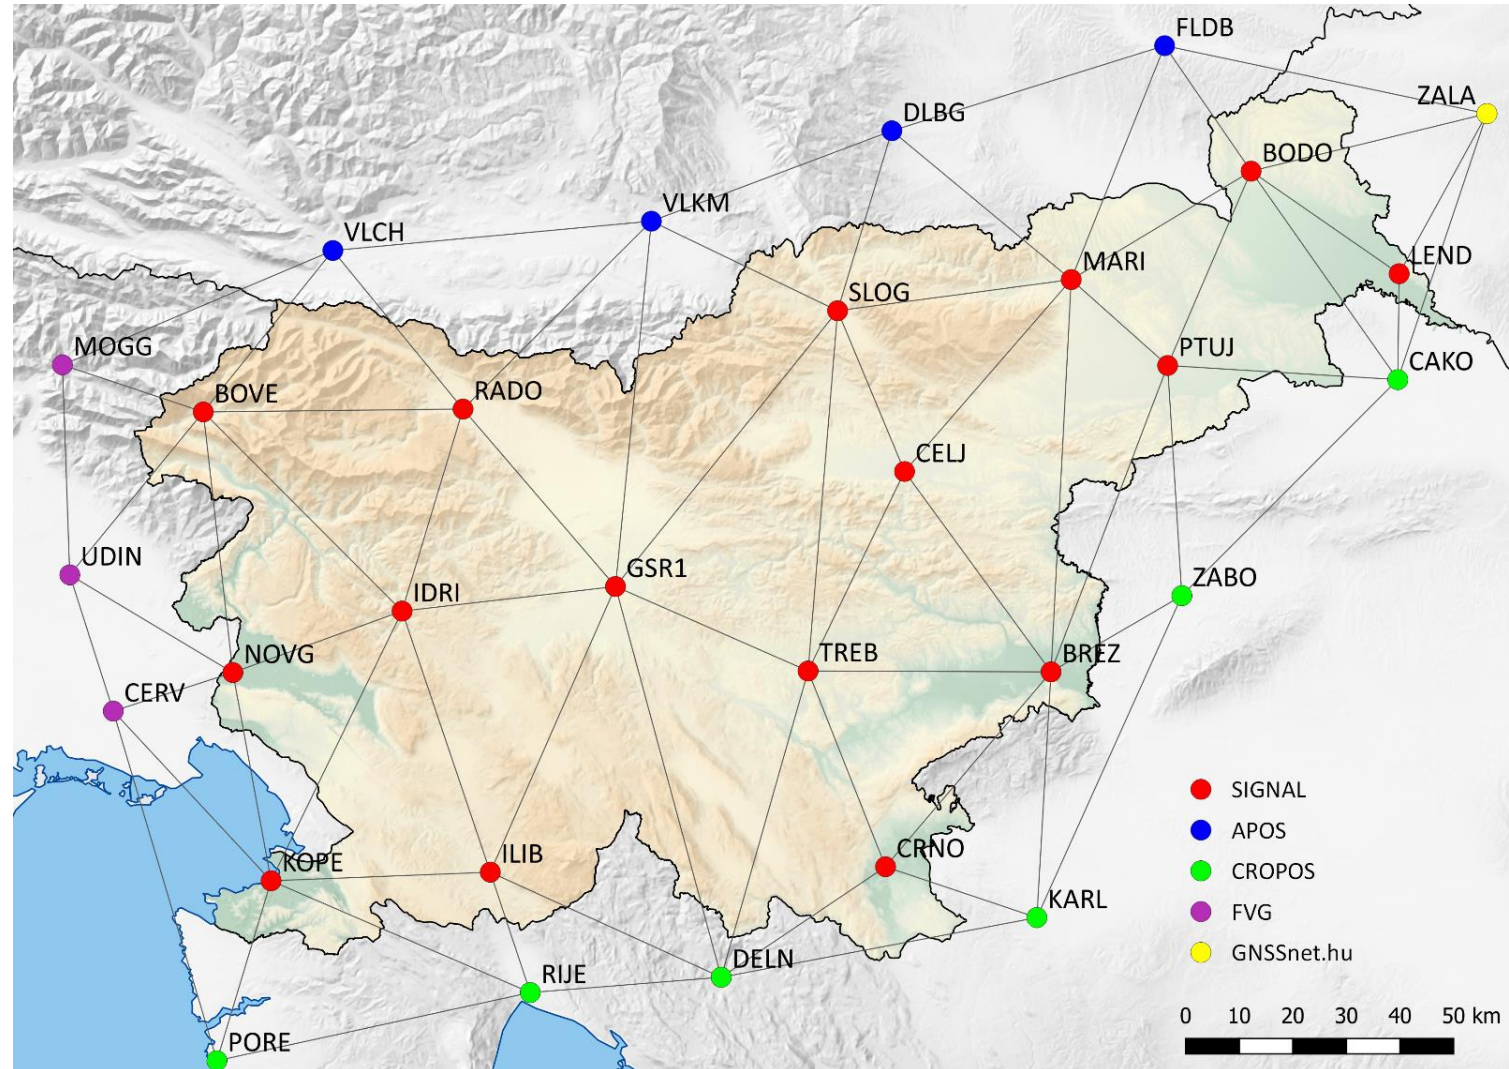 FLDB
ZALA
DLBG
BODO
VLKM
VLCH
MARI
LEND
SLOG
MOGG
PTUJ
CAKO
BOVE
RADO
CELJ
UDIN
GSR1
ZABO
IDRI
NOVG
TREB
BREZ
CERV
SIGNAL
APOS
KOPE
ILIB
CRNO
CROPOS
KARL
FVG
DELN
GNSSnet.hu
RIJE
0 10 20 30 40 50 km
PORE